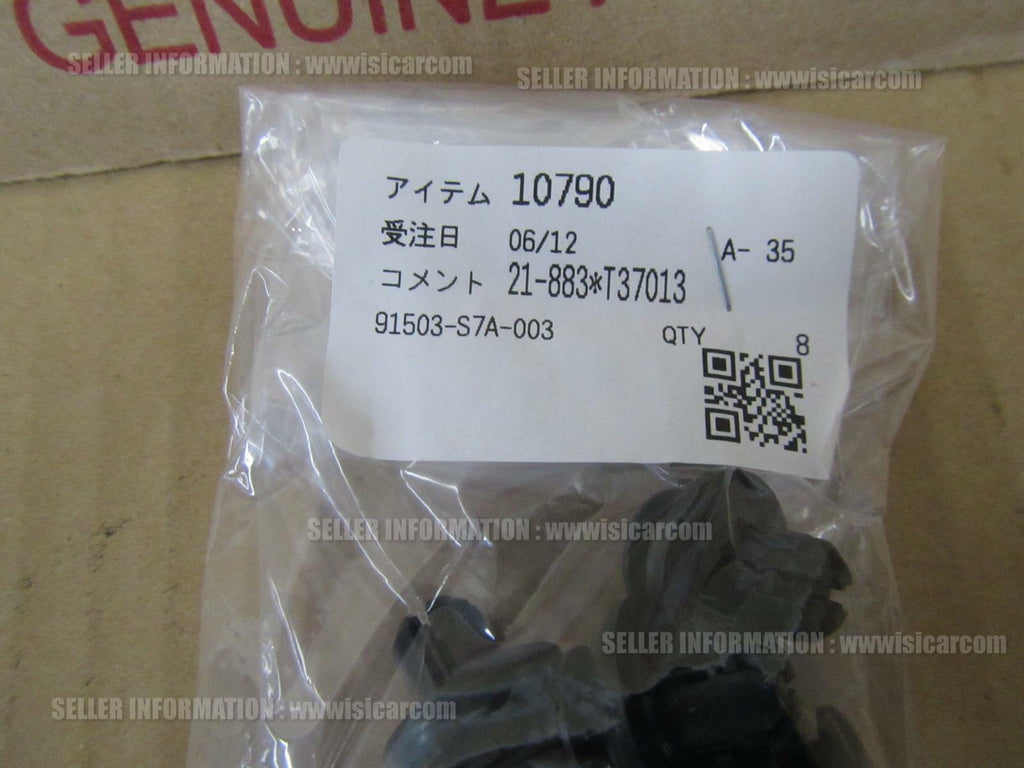 GENUINE
SELLER INFORMATION : wwwisicarcom
SELLER INFORMATION : wwwisicarcom
アイテム 10790
受注日 06/12
A- 35
コメント 21-883*T37013
91503-S7A-003
QTY 8
SELLER INFORMATION : wwwisicarcom
SELLER INFORMATION : wwwisicarcom
SELLER INFORMATION : wwwisicarcom